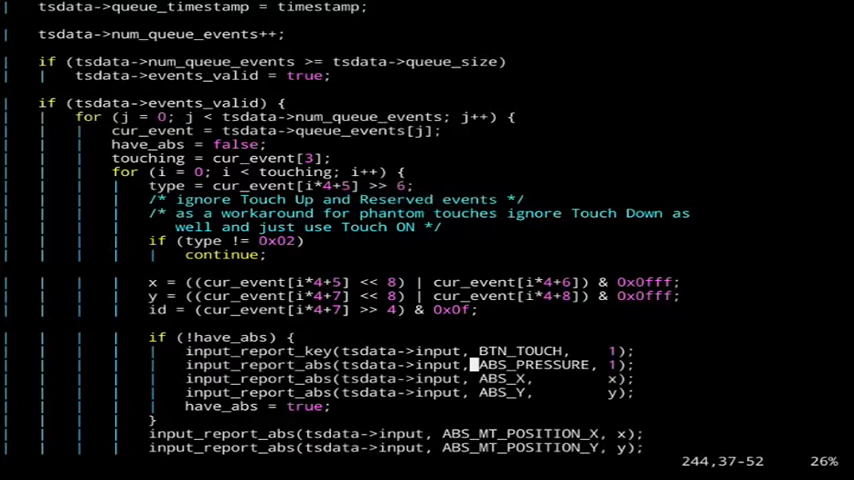 tsdata->queue_timestamp = timestamp;
tsdata->num_queue_events++;
if (tsdata->num_queue_events >= tsdata->queue_size)
tsdata->events_valid = true;
if (tsdata->events_valid) {
for (j = 0; j < tsdata->num_queue_events; j++) {
cur_event = tsdata->queue_events[j];
have_abs = false;
touching = cur_event[3];
for (i = 0; i < touching; i++) {
type = cur_event[i*4+5] >> 6;
/* ignore Touch Up and Reserved events */
/* as a workaround for phantom touches ignore Touch Down as
well and just use Touch ON */
if (type != 0x02)
continue;
x = ((cur_event[i*4+5] << 8) | cur_event[i*4+6]) & 0x0fff;
y = ((cur_event[i*4+7] << 8) | cur_event[i*4+8]) & 0x0fff;
id = (cur_event[i*4+7] >> 4) & 0x0f;
if (!have_abs) {
input_report_key(tsdata->input, BTN_TOUCH, 1);
input_report_abs(tsdata->input, ABS_PRESSURE, 1);
input_report_abs(tsdata->input, ABS_X, x);
input_report_abs(tsdata->input, ABS_Y, y);
have_abs = true;
}
input_report_abs(tsdata->input, ABS_MT_POSITION_X, x);
input_report_abs(tsdata->input, ABS_MT_POSITION_Y, y);
244,37-52 26%